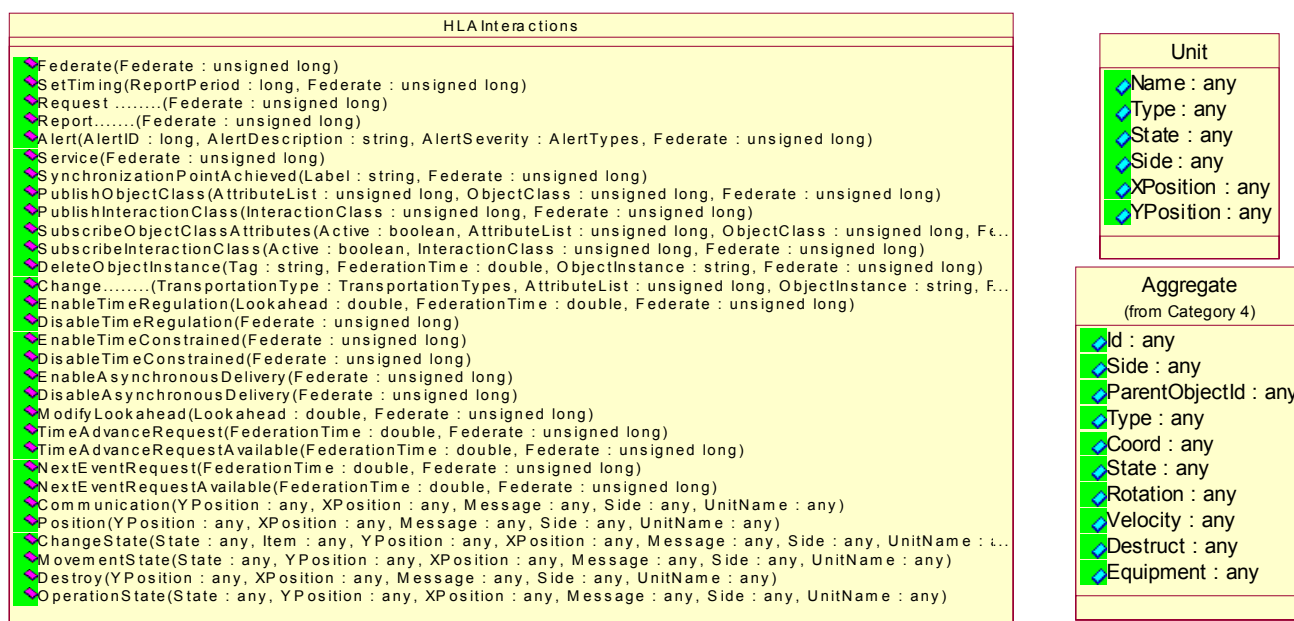 HLAInteractions
Federate(Federate : unsigned long)
SetTiming(ReportPeriod : long, Federate : unsigned long)
Request ........(Federate : unsigned long)
Report.......(Federate : unsigned long)
Alert(AlertID : long, AlertDescription : string, AlertSeverity : AlertTypes, Federate : unsigned long)
Service(Federate : unsigned long)
SynchronizationPointAchieved(Label : string, Federate : unsigned long)
PublishObjectClass(AttributeList : unsigned long, ObjectClass : unsigned long, Federate : unsigned long)
PublishInteractionClass(InteractionClass : unsigned long, Federate : unsigned long)
SubscribeObjectClassAttributes(Active : boolean, AttributeList : unsigned long, ObjectClass : unsigned long, Fe...
SubscribeInteractionClass(Active : boolean, InteractionClass : unsigned long, Federate : unsigned long)
DeleteObjectInstance(Tag : string, FederationTime : double, ObjectInstance : string, Federate : unsigned long)
Change........(TransportationType : TransportationTypes, AttributeList : unsigned long, ObjectInstance : string, F...
EnableTimeRegulation(Lookahead : double, FederationTime : double, Federate : unsigned long)
DisableTimeRegulation(Federate : unsigned long)
EnableTimeConstrained(Federate : unsigned long)
DisableTimeConstrained(Federate : unsigned long)
EnableAsynchronousDelivery(Federate : unsigned long)
DisableAsynchronousDelivery(Federate : unsigned long)
ModifyLookahead(Lookahead : double, Federate : unsigned long)
TimeAdvanceRequest(FederationTime : double, Federate : unsigned long)
TimeAdvanceRequestAvailable(FederationTime : double, Federate : unsigned long)
NextEventRequest(FederationTime : double, Federate : unsigned long)
NextEventRequestAvailable(FederationTime : double, Federate : unsigned long)
Communication(YPosition : any, XPosition : any, Message : any, Side : any, UnitName : any)
Position(YPosition : any, XPosition : any, Message : any, Side : any, UnitName : any)
ChangeState(State : any, Item : any, YPosition : any, XPosition : any, Message : any, Side : any, UnitName : a...
MovementState(State : any, YPosition : any, XPosition : any, Message : any, Side : any, UnitName : any)
Destroy(YPosition : any, XPosition : any, Message : any, Side : any, UnitName : any)
OperationState(State : any, YPosition : any, XPosition : any, Message : any, Side : any, UnitName : any)
Unit
Name : any
Type : any
State : any
Side : any
XPosition : any
YPosition : any
Aggregate
(from Category 4)
Id : any
Side : any
ParentObjectId : any
Type : any
Coord : any
State : any
Rotation : any
Velocity : any
Destruct : any
Equipment : any